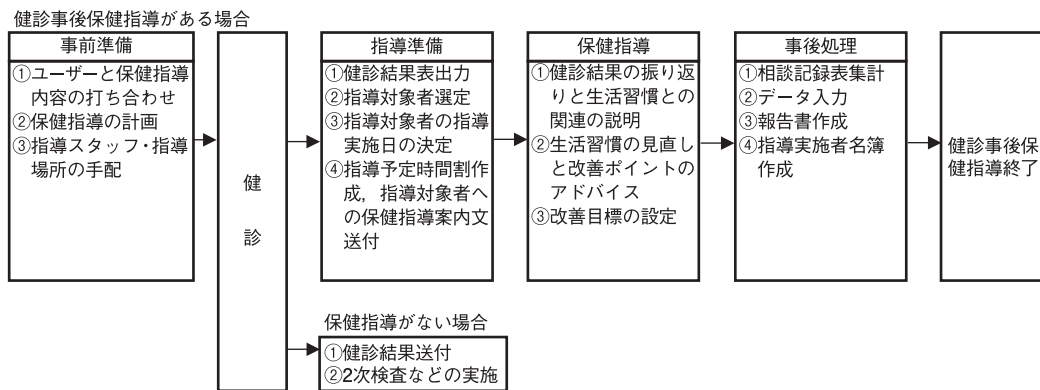 健診事後保健指導がある場合
事前準備
①ユーザーと保健指導
内容の打ち合わせ
②保健指導の計画
③指導スタッフ・指導
場所の手配
健
診
指導準備
①健診結果表出力
②指導対象者選定
③指導対象者の指導
実施日の決定
④指導予定時間割作
成，指導対象者へ
の保健指導案内文
送付
保健指導
①健診結果の振り返
りと生活習慣との
関連の説明
②生活習慣の見直し
と改善ポイントの
アドバイス
③改善目標の設定
事後処理
①相談記録表集計
②データ入力
③報告書作成
④指導実施者名簿
作成
健診事後保
健指導終了
保健指導がない場合
①健診結果送付
②2次検査などの実施